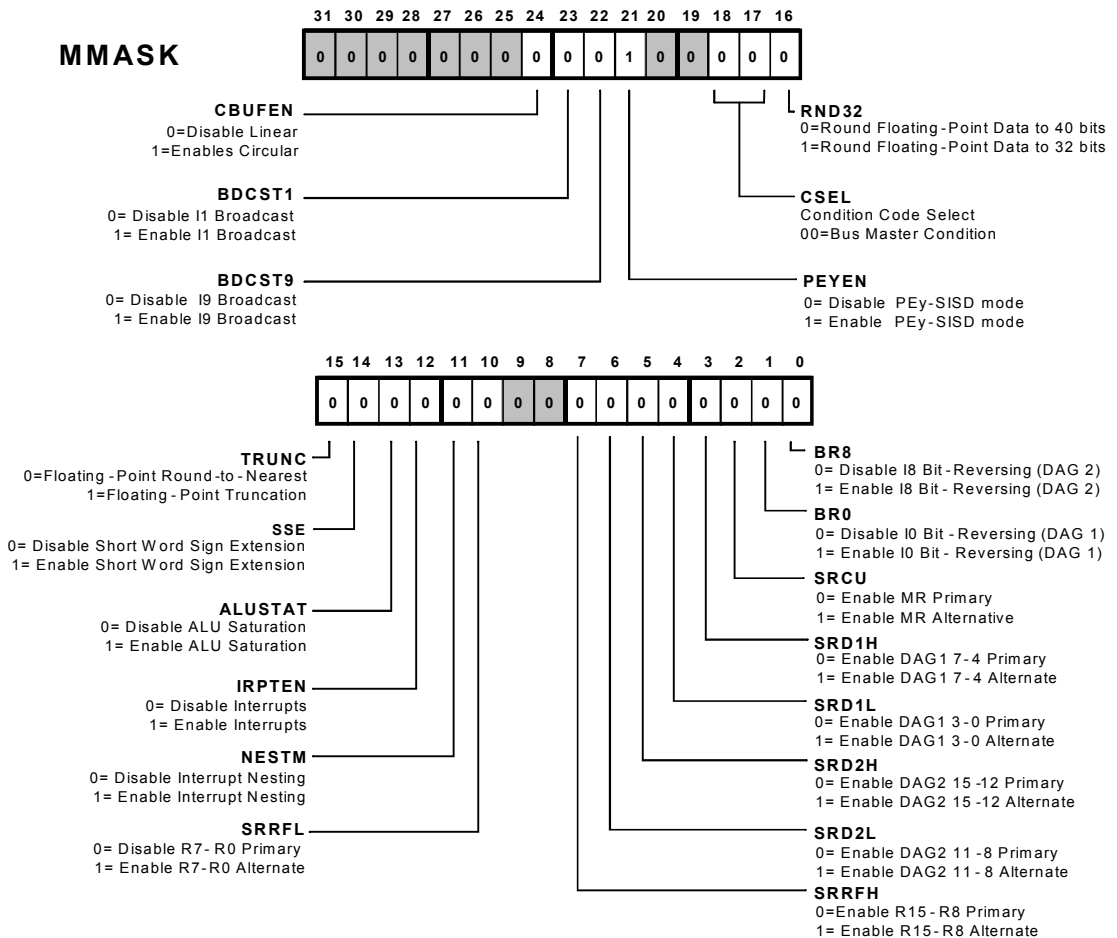 MMASK
31 30 29 28 27 26 25 24 23 22 21 20 19 18 17 16
0 0 0 0 0 0 0 0 0 0 1 0 0 0 0 0
CBUFEN
0=Disable Linear
1=Enables Circular
BDCST1
0= Disable I1 Broadcast
1= Enable I1 Broadcast
BDCST9
0= Disable I9 Broadcast
1= Enable I9 Broadcast
RND32
0=Round Floating-Point Data to 40 bits
1=Round Floating-Point Data to 32 bits
CSEL
Condition Code Select
00=Bus Master Condition
PEYEN
0= Disable PEy-SISD mode
1= Enable PEy-SISD mode
15 14 13 12 11 10 9 8 7 6 5 4 3 2 1 0
0 0 0 0 0 0 0 0 0 0 0 0 0 0 0 0
TRUNC
0=Floating-Point Round-to-Nearest
1=Floating-Point Truncation
SSE
0= Disable Short Word Sign Extension
1= Enable Short Word Sign Extension
ALUSTAT
0= Disable ALU Saturation
1= Enable ALU Saturation
IRPTEN
0= Disable Interrupts
1= Enable Interrupts
NESTM
0= Disable Interrupt Nesting
1= Enable Interrupt Nesting
SRRFL
0= Disable R7-R0 Primary
1= Enable R7-R0 Alternate
BR8
0= Disable I8 Bit-Reversing (DAG 2)
1= Enable I8 Bit-Reversing (DAG 2)
BR0
0= Disable I0 Bit-Reversing (DAG 1)
1= Enable I0 Bit-Reversing (DAG 1)
SRCU
0= Enable MR Primary
1= Enable MR Alternative
SRD1H
0= Enable DAG1 7-4 Primary
1= Enable DAG1 7-4 Alternate
SRD1L
0= Enable DAG1 3-0 Primary
1= Enable DAG1 3-0 Alternate
SRD2H
0= Enable DAG2 15-12 Primary
1= Enable DAG2 15-12 Alternate
SRD2L
0= Enable DAG2 11-8 Primary
1= Enable DAG2 11-8 Alternate
SRRFH
0=Enable R15-R8 Primary
1= Enable R15-R8 Alternate